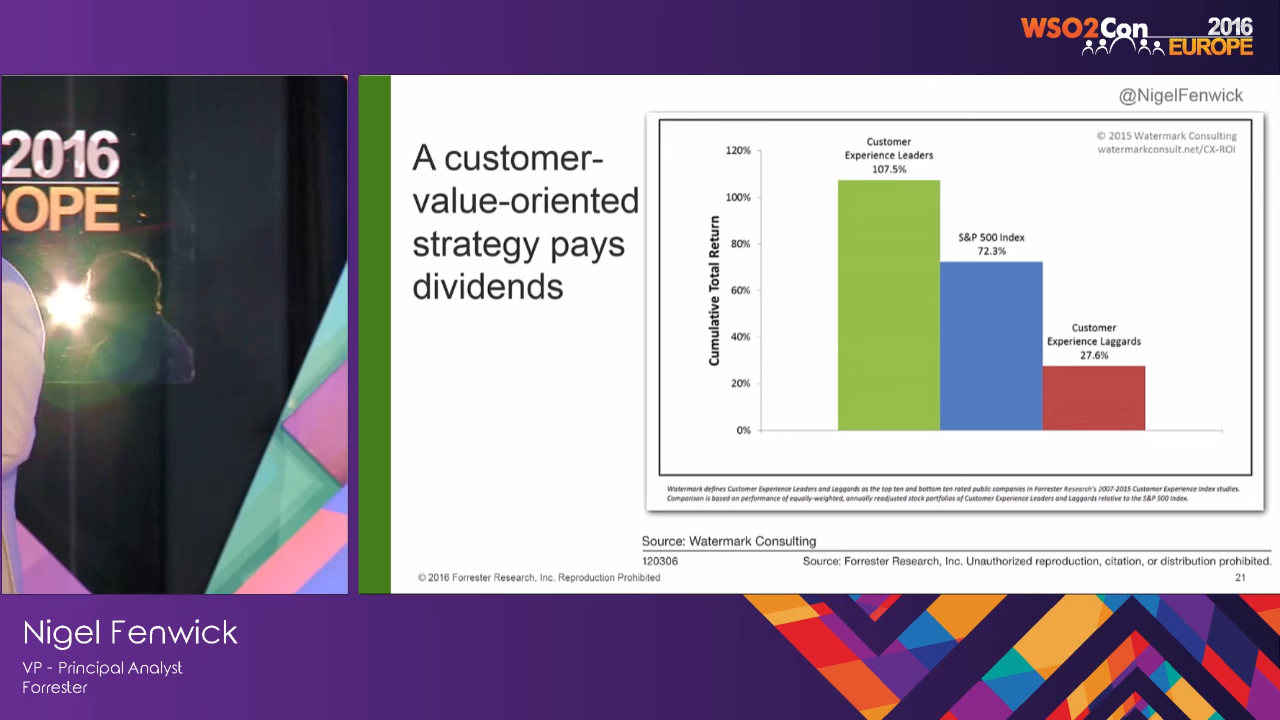 WSO2Con 2016
EUROPE
2016
ROPE
@NigelFenwick
A customer-
value-oriented
strategy pays
dividends
© 2015 Watermark Consulting
watermarkconsult.net/CX-ROI
Cumulative Total Return
120%
100%
80%
60%
40%
20%
0%
Customer
Experience Leaders
107.5%
S&P 500 Index
72.3%
Customer
Experience Laggards
27.6%
Watermark defines Customer Experience Leaders and Laggards as the top ten and bottom ten rated public companies in Forrester Research's 2007-2015 Customer Experience Index studies.
Comparison is based on performance of equally-weighted, annually readjusted stock portfolios of Customer Experience Leaders and Laggards relative to the S&P 500 Index.
Source: Watermark Consulting
120306 Source: Forrester Research, Inc. Unauthorized reproduction, citation, or distribution prohibited.
© 2016 Forrester Research, Inc. Reproduction Prohibited 21
Nigel Fenwick
VP - Principal Analyst
Forrester